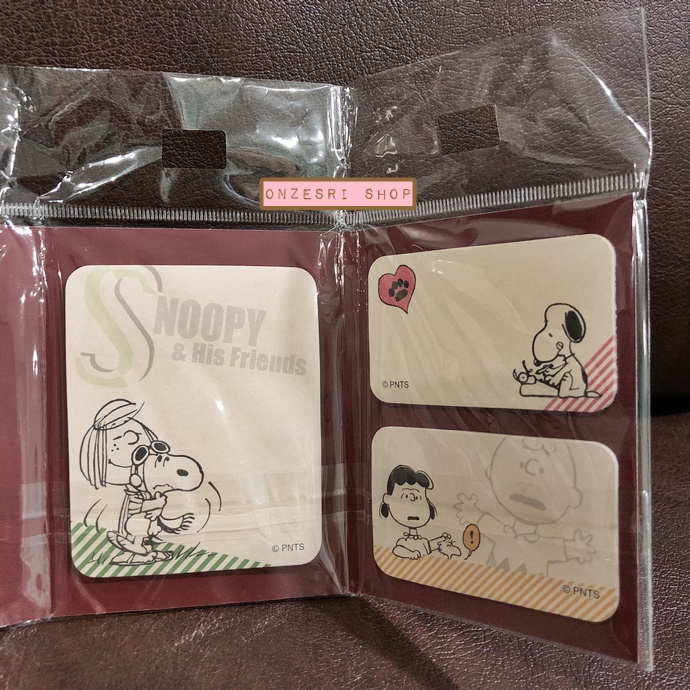 ONZESRI SHOP
SNOOPY
& His Friends
© PNTS
© PNTS
!
© PNTS